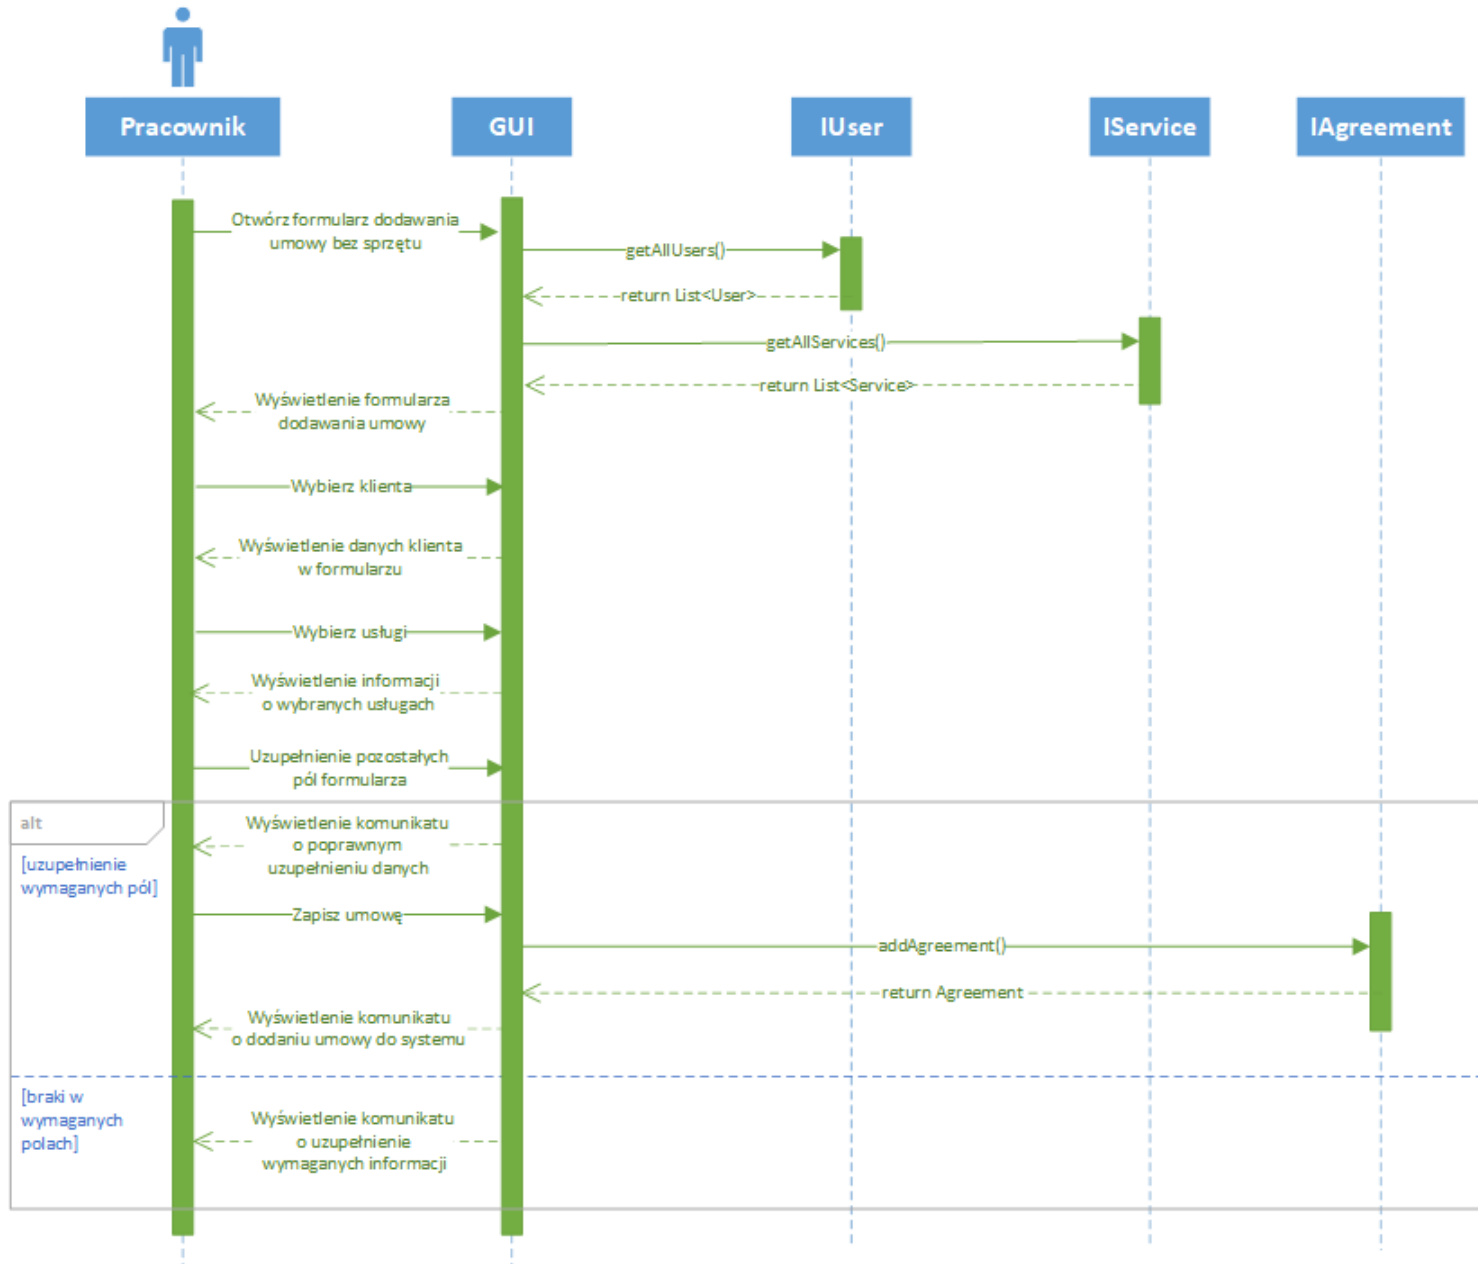 Pracownik
GUI
IUser
IService
IAgreement
Otwórz formularz dodawania
umowy bez sprzętu
getAllUsers()
return List<User>
getAllServices()
return List<Service>
Wyświetlenie formularza
dodawania umowy
Wybierz klienta
Wyświetlenie danych klienta
w formularzu
Wybierz usługi
Wyświetlenie informacji
o wybranych usługach
Uzupełnienie pozostałych
pól formularza
alt
[uzupełnienie
wymaganych pól]
Wyświetlenie komunikatu
o poprawnym
uzupełnieniu danych
Zapisz umowę
addAgreement()
return Agreement
Wyświetlenie komunikatu
o dodaniu umowy do systemu
[braki w
wymaganych
polach]
Wyświetlenie komunikatu
o uzupełnienie
wymaganych informacji